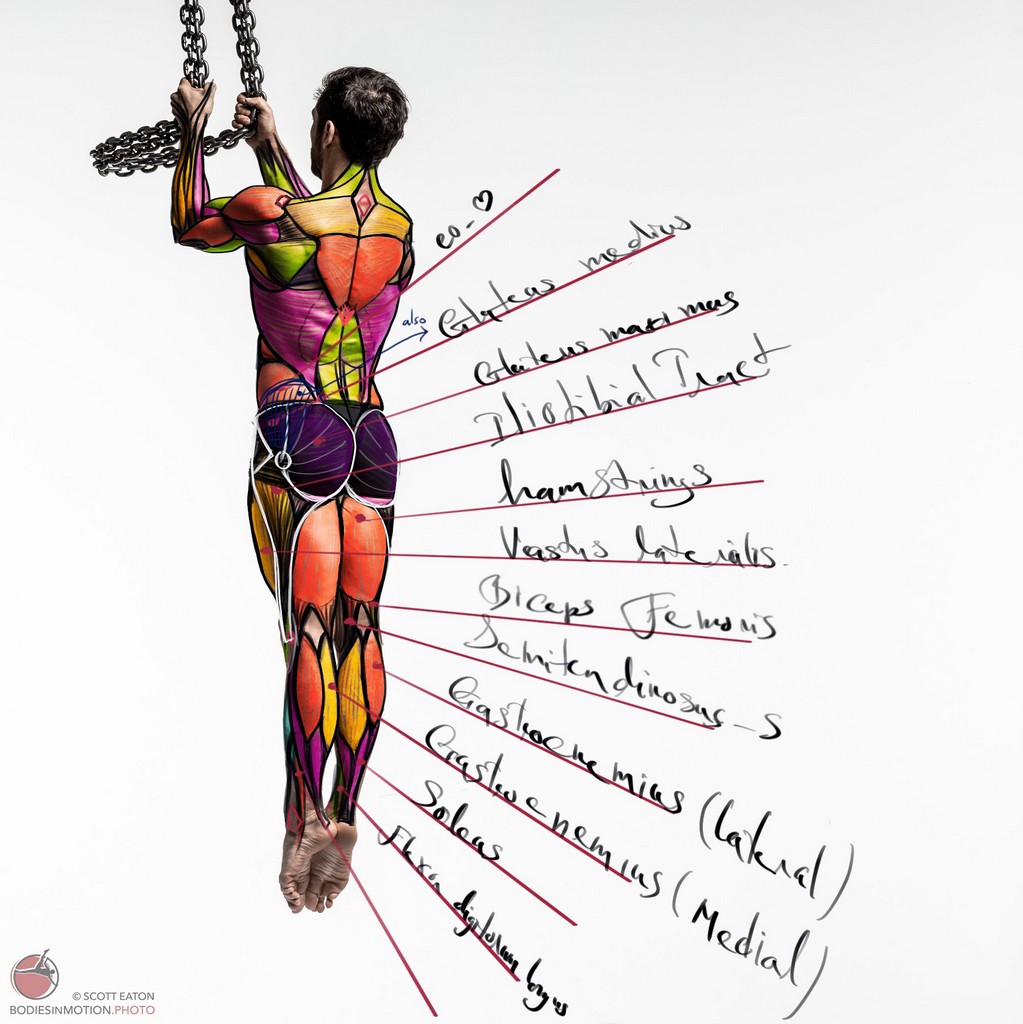 also
Gluteus medius
Gluteus maximus
Iliotibial Tract
hamstrings
Vastus lateralis.
Biceps Femoris
Semitendinosus - S
Gastrocnemius (lateral)
Gastrocnemius (Medial)
Soleus
Flexor digitorum longus
© SCOTT EATON
BODIESINMOTION.PHOTO